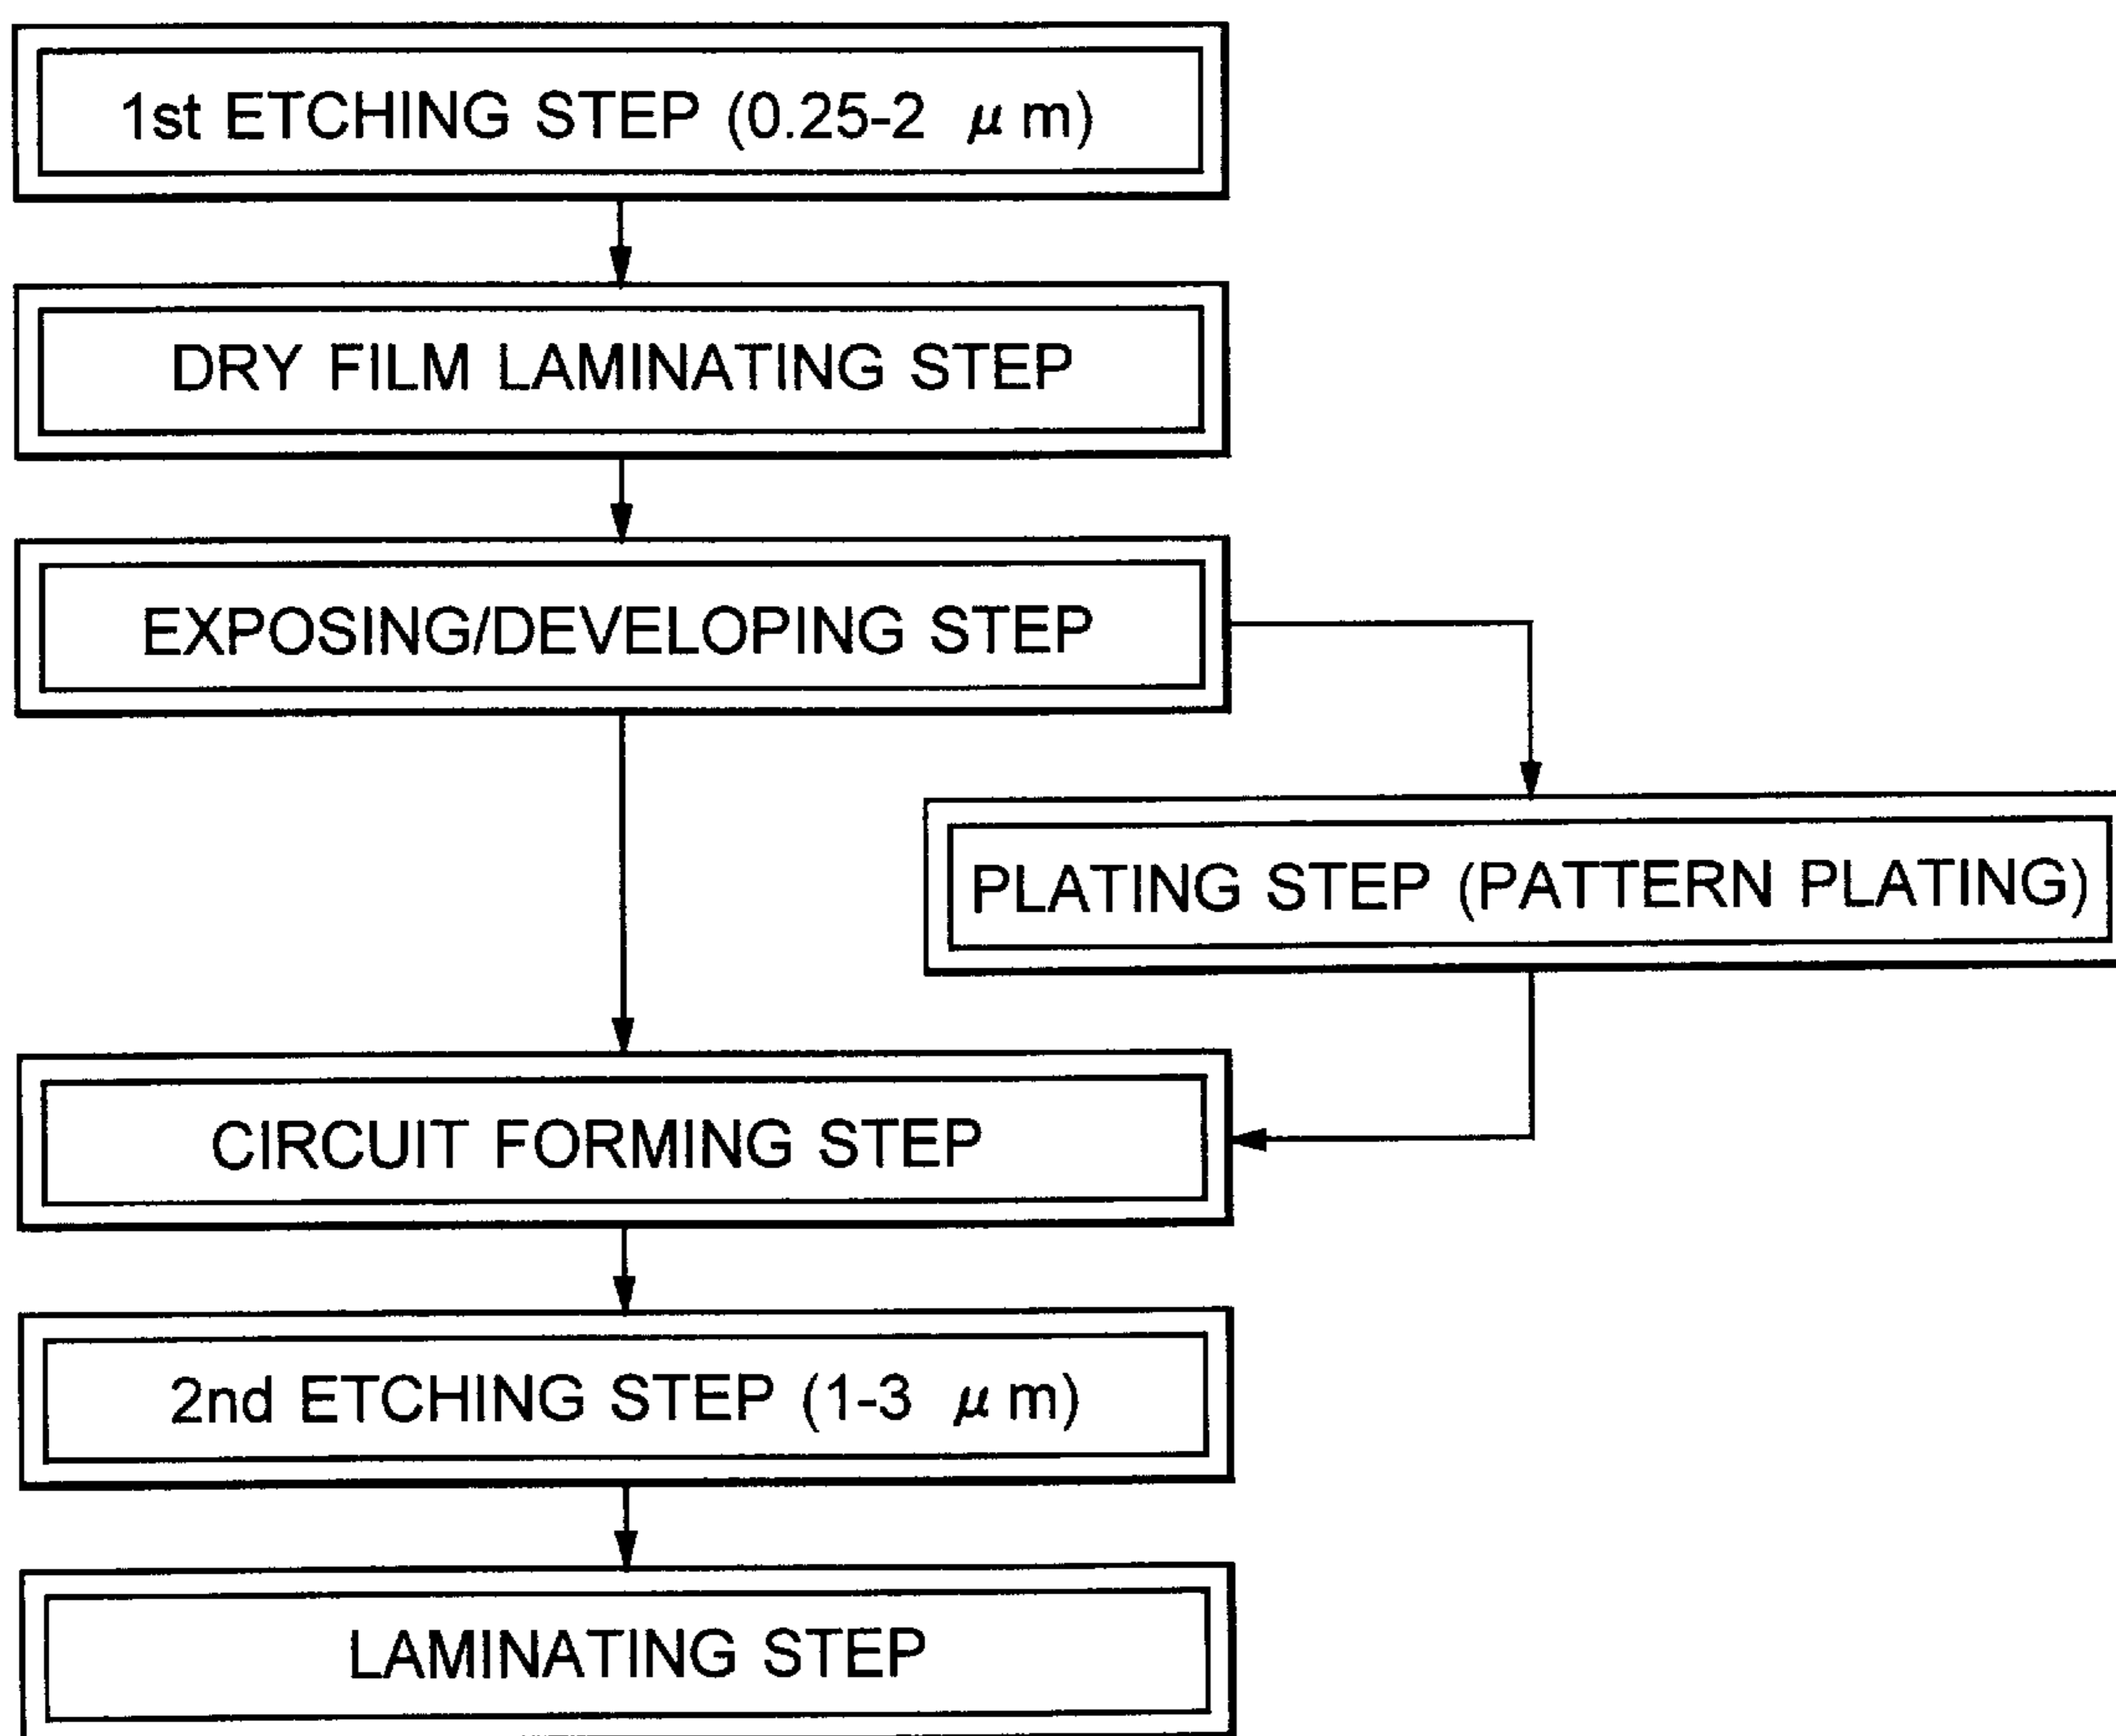 1st ETCHING STEP (0.25-2 μm)
DRY FILM LAMINATING STEP
EXPOSING/DEVELOPING STEP
PLATING STEP (PATTERN PLATING)
CIRCUIT FORMING STEP
2nd ETCHING STEP (1-3 μm)
LAMINATING STEP